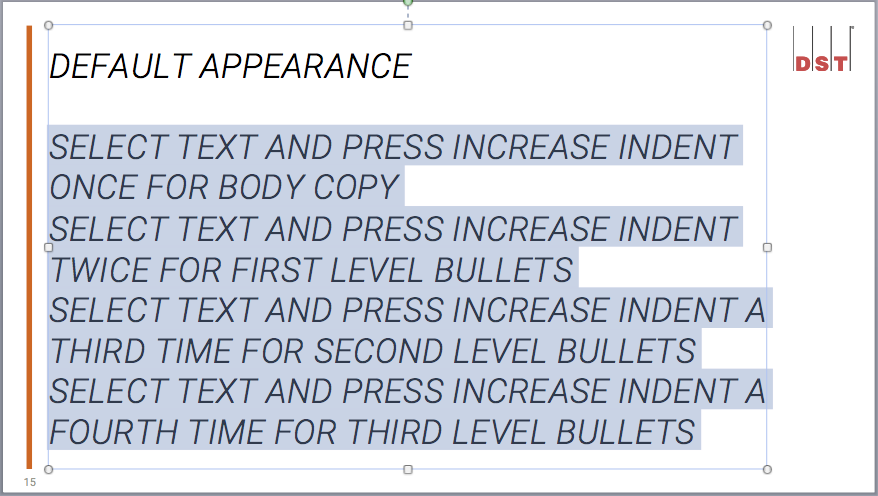 DEFAULT APPEARANCE
DST
SELECT TEXT AND PRESS INCREASE INDENT
ONCE FOR BODY COPY
SELECT TEXT AND PRESS INCREASE INDENT
TWICE FOR FIRST LEVEL BULLETS
SELECT TEXT AND PRESS INCREASE INDENT A
THIRD TIME FOR SECOND LEVEL BULLETS
SELECT TEXT AND PRESS INCREASE INDENT A
FOURTH TIME FOR THIRD LEVEL BULLETS
15